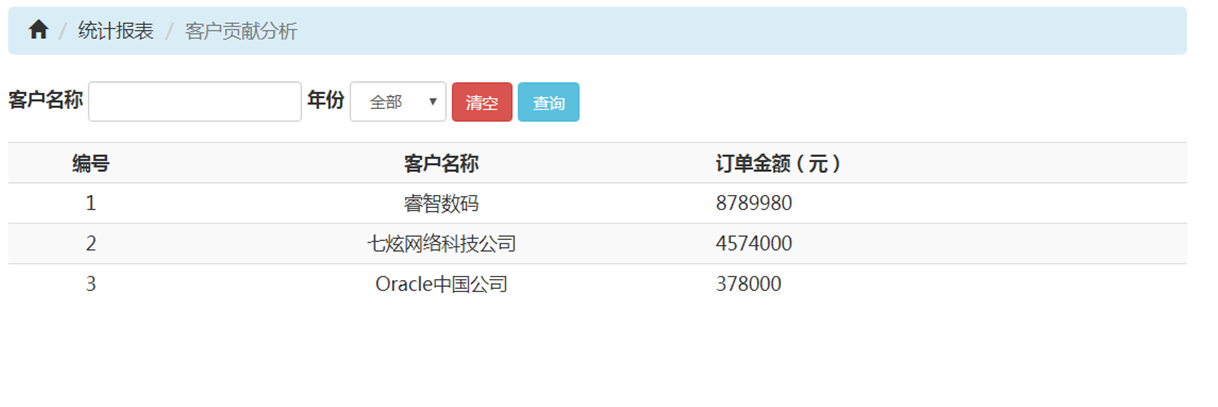 / 统计报表 / 客户贡献分析
客户名称 年份 全部 清空 查询
编号 客户名称 订单金额（元）
1 睿智数码 8789980
2 七炫网络科技公司 4574000
3 Oracle中国公司 378000